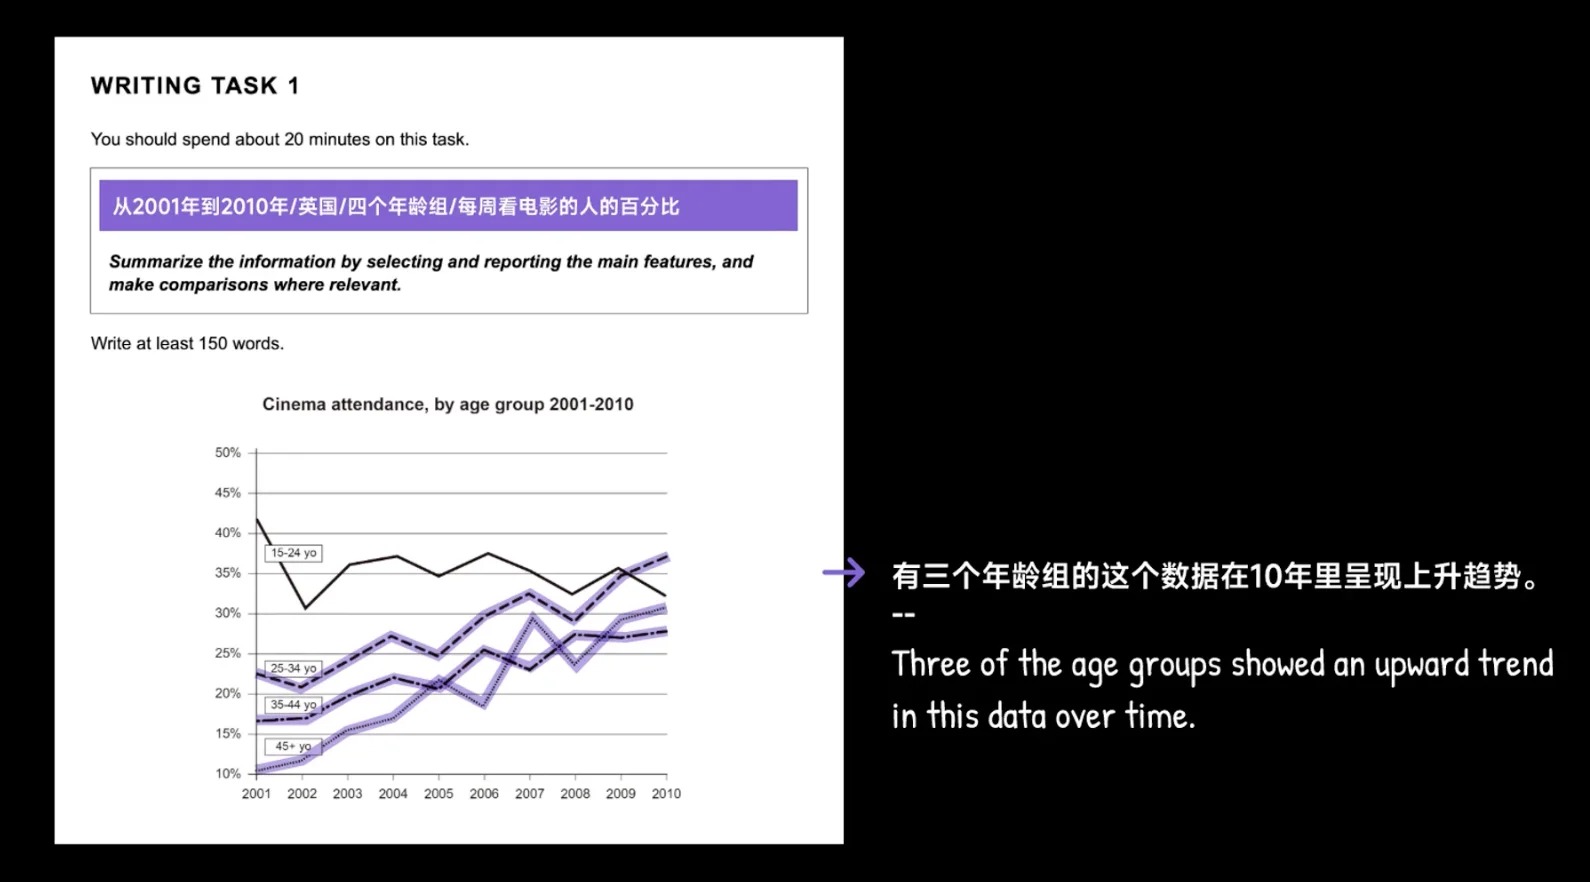 WRITING TASK 1
You should spend about 20 minutes on this task.
从2001年到2010年/英国/四个年龄组/每周看电影的人的百分比
Summarize the information by selecting and reporting the main features, and
make comparisons where relevant.
Write at least 150 words.
Cinema attendance, by age group 2001-2010
50%
45%
40%
35%
30%
25%
20%
15%
10%
15-24 yo
25-34 yo
35-44 yo
45+ yo
2001 2002 2003 2004 2005 2006 2007 2008 2009 2010
有三个年龄组的这个数据在10年里呈现上升趋势。
--
Three of the age groups showed an upward trend
in this data over time.